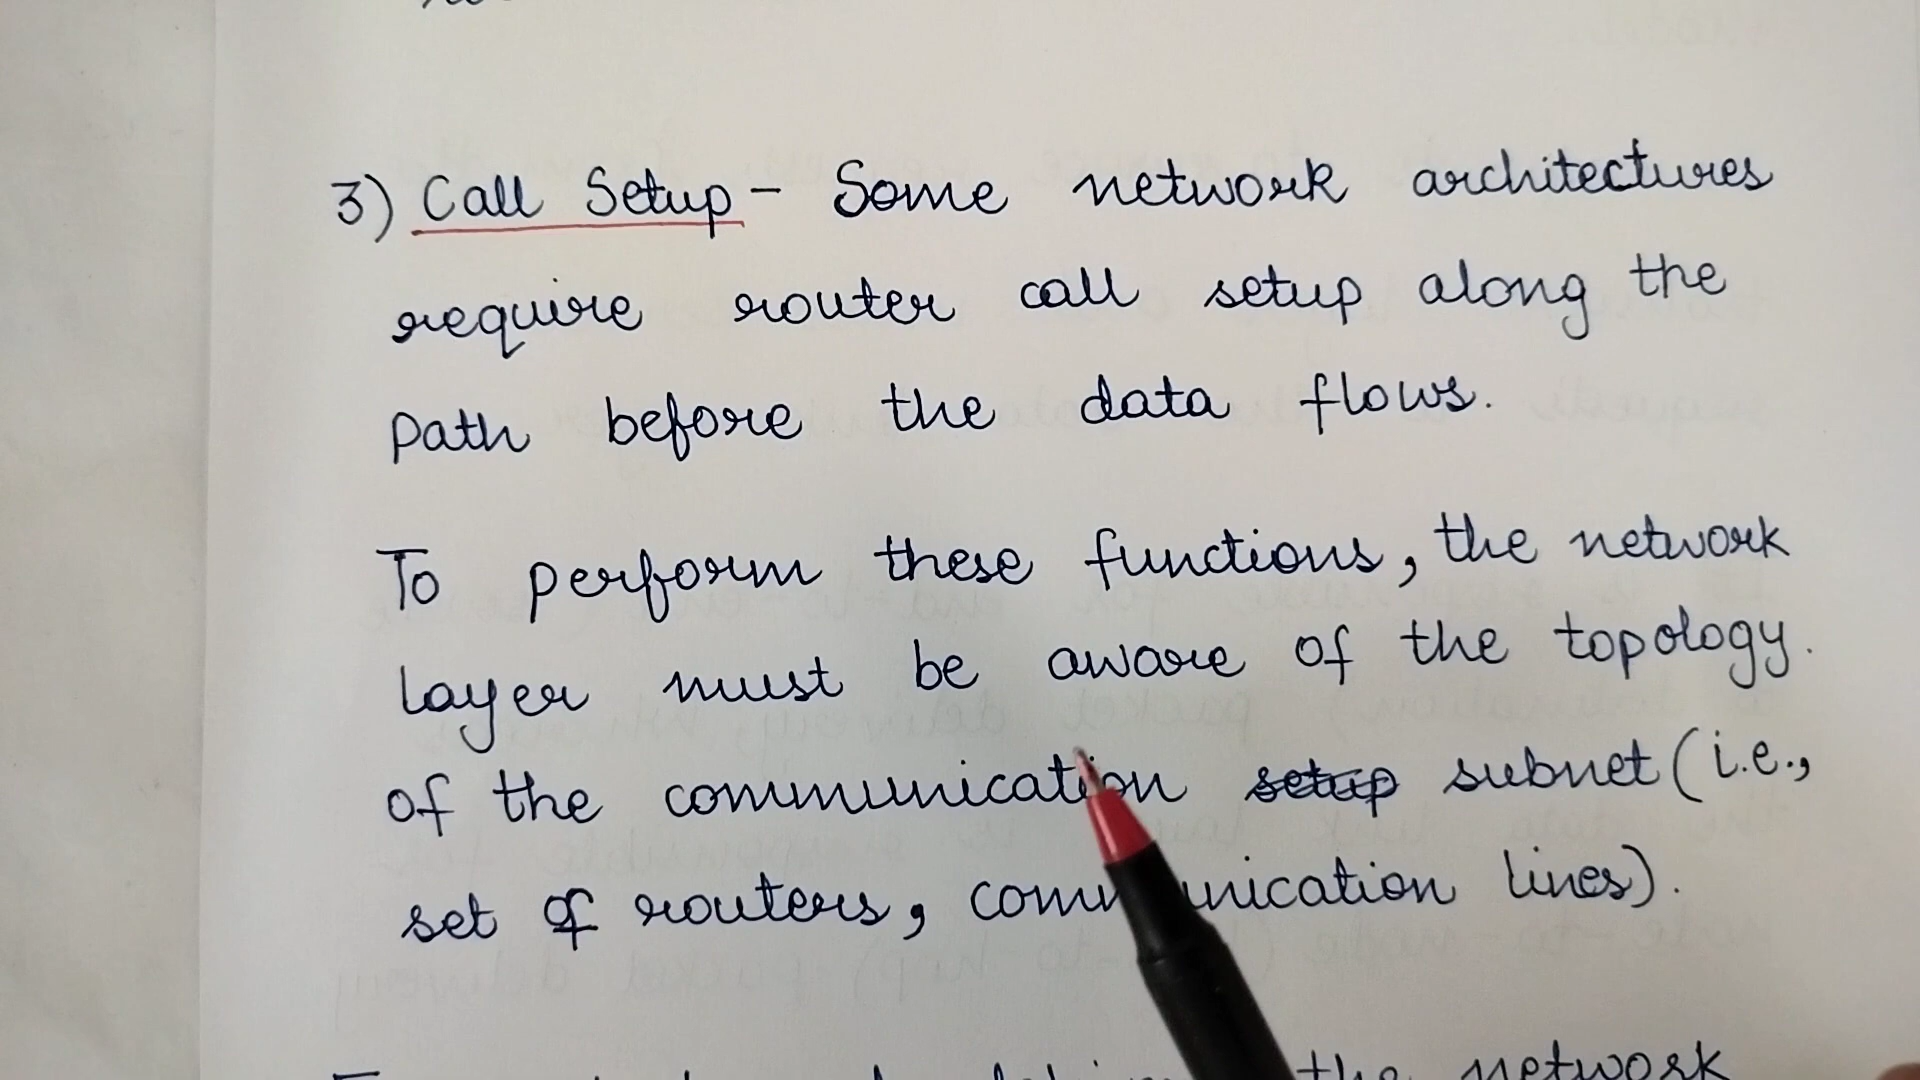 3) Call Setup - Some network architectures
require router call setup along the
path before the data flows.
To perform these functions, the network
layer must be aware of the topology.
of the communication setup subnet (i.e.,
set of routers, communication lines).
the network